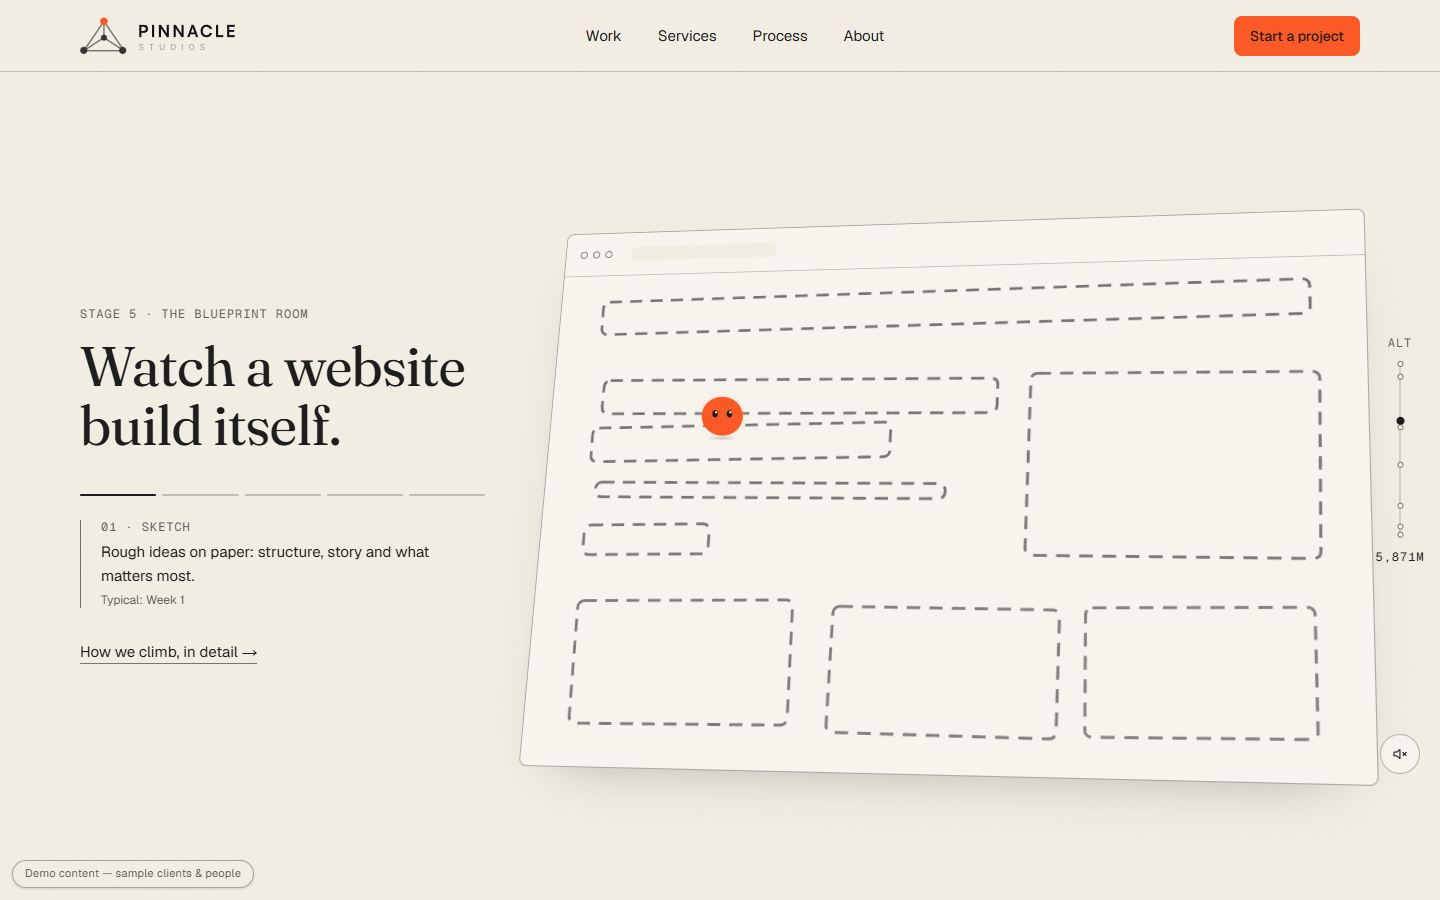 PINNACLE
STUDIOS
Work
Services
Process
About
Start a project
STAGE 5 · THE BLUEPRINT ROOM
Watch a website
build itself.
01 · SKETCH
Rough ideas on paper: structure, story and what
matters most.
Typical: Week 1
How we climb, in detail →
ALT
5,871M
Demo content — sample clients & people